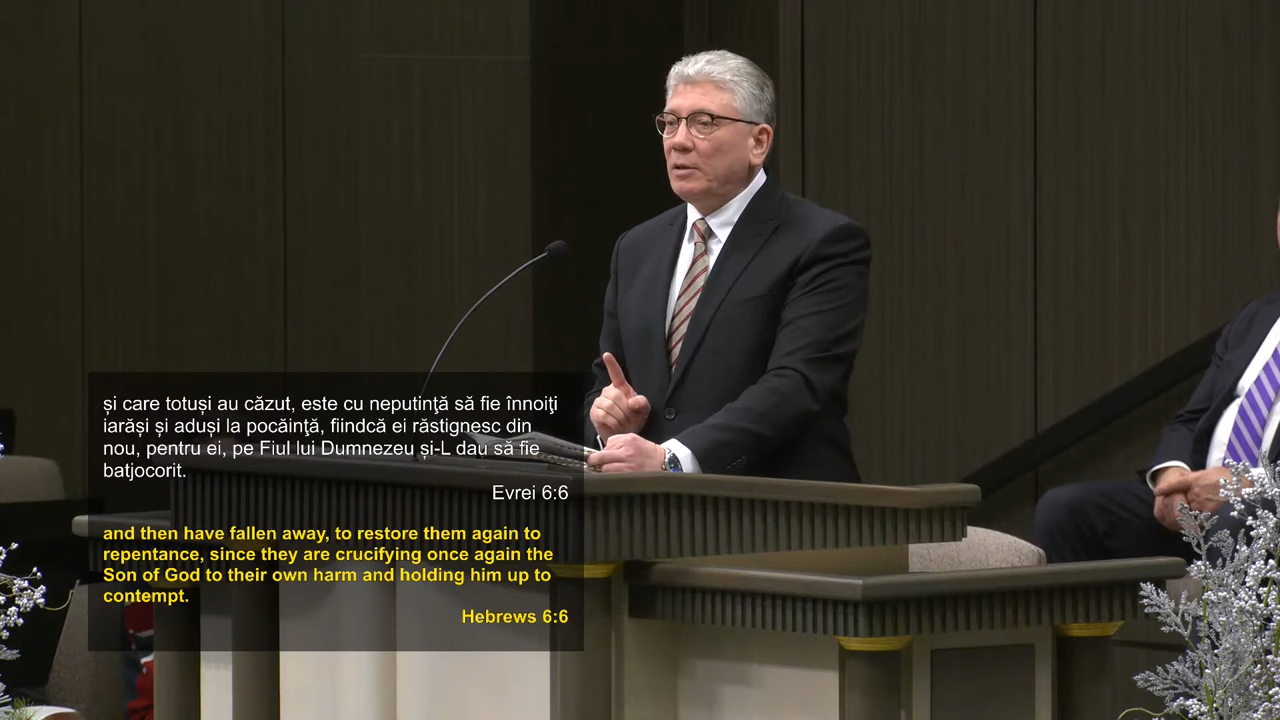 și care totuși au căzut, este cu neputinţă să fie înnoiţi
iarăși și aduși la pocăinţă, fiindcă ei răstignesc din
nou, pentru ei, pe Fiul lui Dumnezeu și-L dau să fie
batjocorit.
Evrei 6:6
and then have fallen away, to restore them again to
repentance, since they are crucifying once again the
Son of God to their own harm and holding him up to
contempt.
Hebrews 6:6